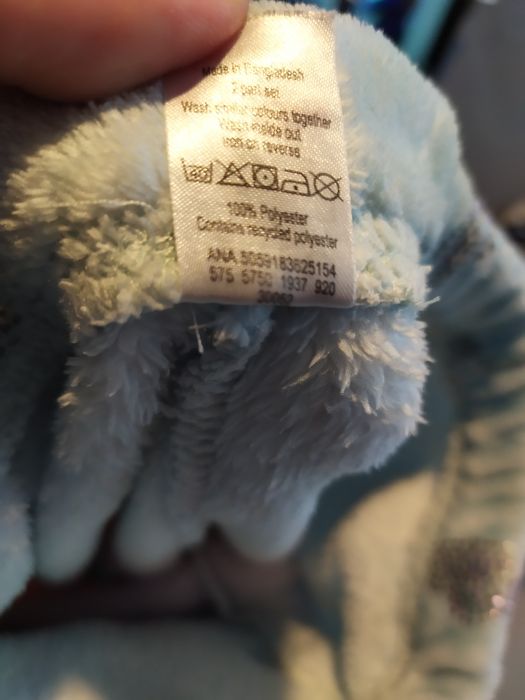 Made in Bangladesh
2 part set
Wash similar colours together
Wash inside out
Iron on reverse
100% Polyester
Contains recycled polyester
ANA 5059183625154
575 5756 1937 920